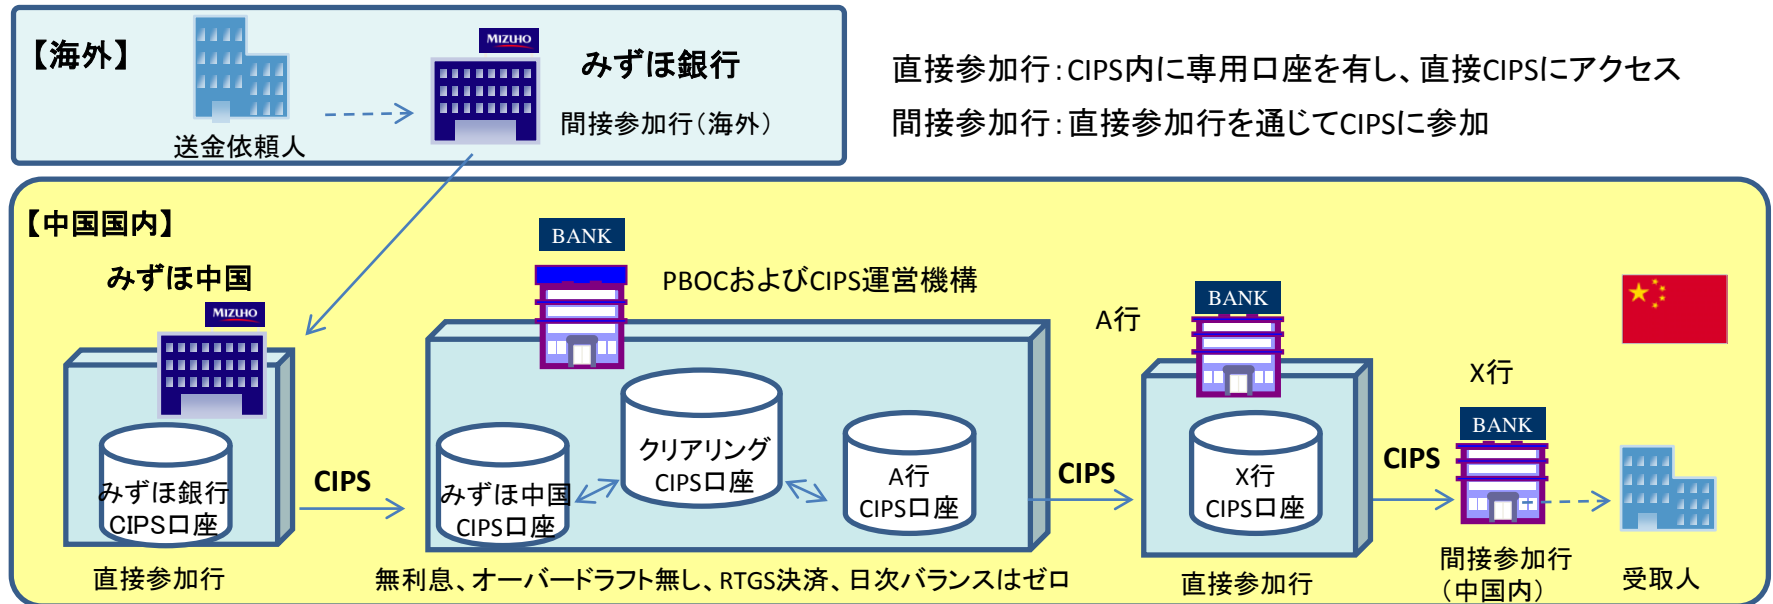 【海外】
MIZUHO
みずほ銀行
間接参加行（海外）
送金依頼人
直接参加行：CIPS内に専用口座を有し、直接CIPSにアクセス
間接参加行：直接参加行を通じてCIPSに参加
【中国国内】
みずほ中国
MIZUHO
BANK
PBOCおよびCIPS運営機構
A行
BANK
X行
BANK
みずほ銀行
CIPS口座
CIPS
みずほ中国
CIPS口座
クリアリング
CIPS口座
A行
CIPS口座
CIPS
X行
CIPS口座
CIPS
直接参加行
無利息、オーバードラフト無し、RTGS決済、日次バランスはゼロ
直接参加行
間接参加行
（中国内）
受取人